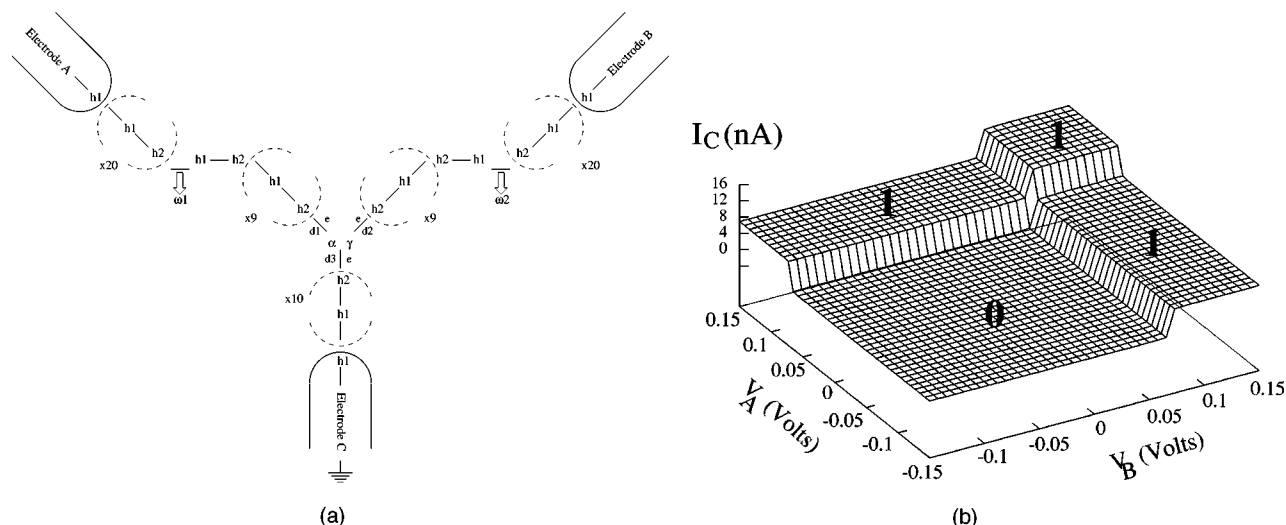 Electrode A
Electrode B
h1
h1
h1
h1
h2
h2
x20
h1 h2
h2 h1
x20
ω1
ω2
h1
h1
h2
h2
x9
x9
e
e
d1
d2
α γ
d3 e
h2
x10
h1
h1
Electrode C
(a)
IC (nA)
16
12
8
4
0
1
1
1
0
0.15
0.1
0.05
0
-0.05
-0.1
-0.15
VA (Volts)
-0.1
-0.05
0
0.05
0.1
0.15
VB (Volts)
(b)